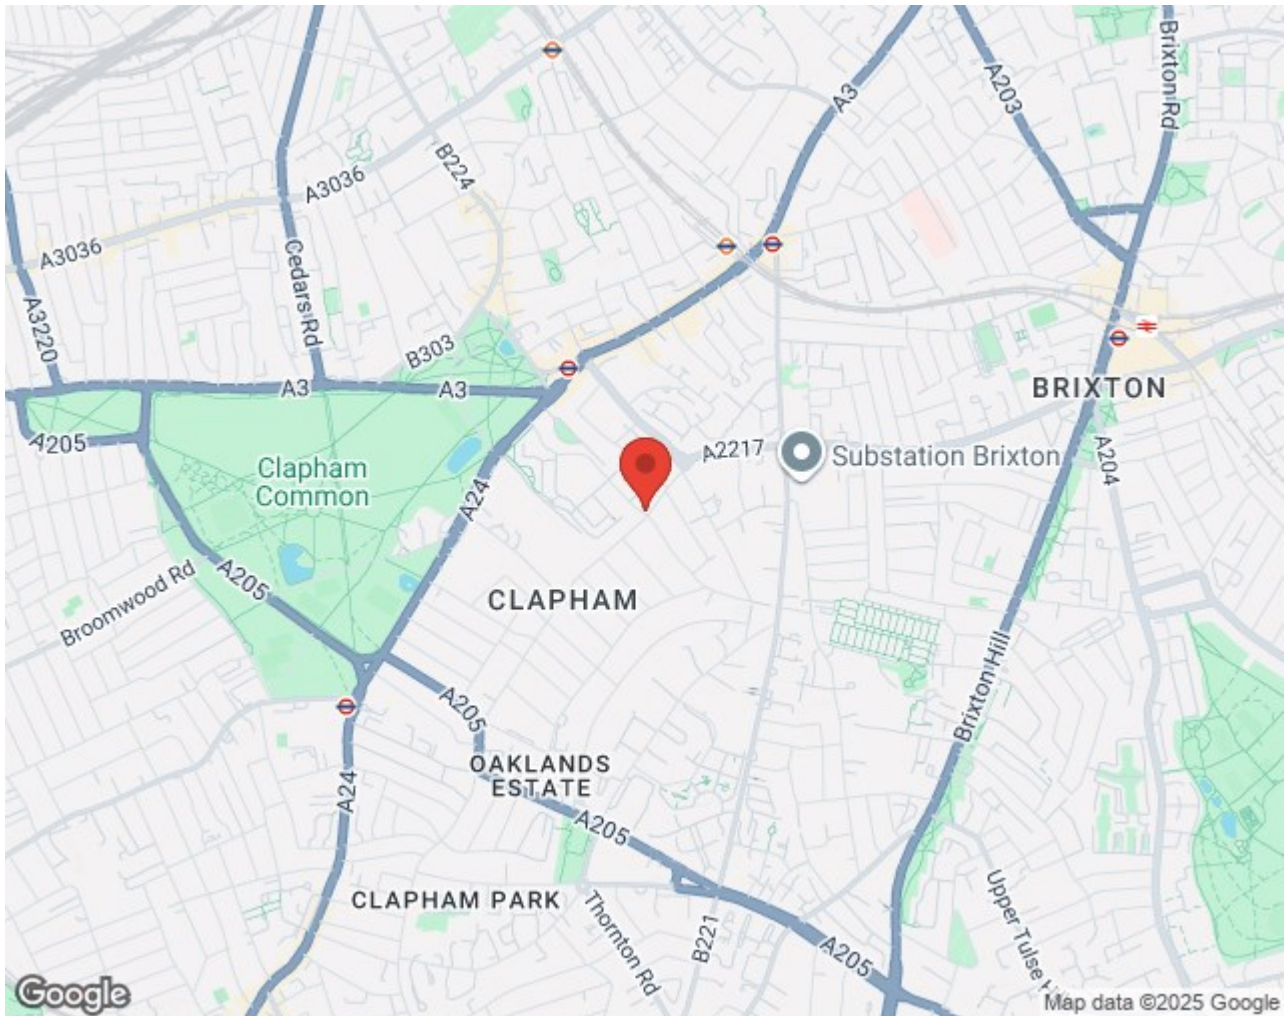 Brixton Rd
A203
A3
B224
A3036
A3036
Cedars Rd
A3220
B303
A3
A3
BRIXTON
A205
A2217
Substation Brixton
A204
Clapham
Common
A24
A205
Broomwood Rd
CLAPHAM
Brixton Hill
A205
OAKLANDS
ESTATE
A24
A205
CLAPHAM PARK
Thornton Rd
B221
Upper Tulse
A205
Google
Map data ©2025 Google